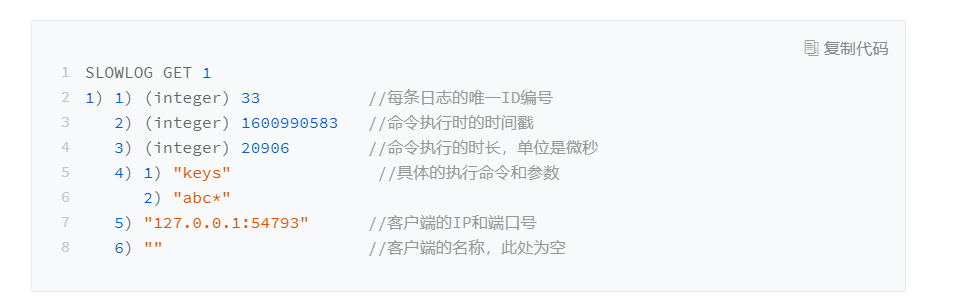 复制代码
1 SLOWLOG GET 1
2 1) 1) (integer) 33 //每条日志的唯一ID编号
3 2) (integer) 1600990583 //命令执行时的时间戳
4 3) (integer) 20906 //命令执行的时长，单位是微秒
5 4) 1) "keys" //具体的执行命令和参数
6 2) "abc*"
7 5) "127.0.0.1:54793" //客户端的IP和端口号
8 6) "" //客户端的名称，此处为空